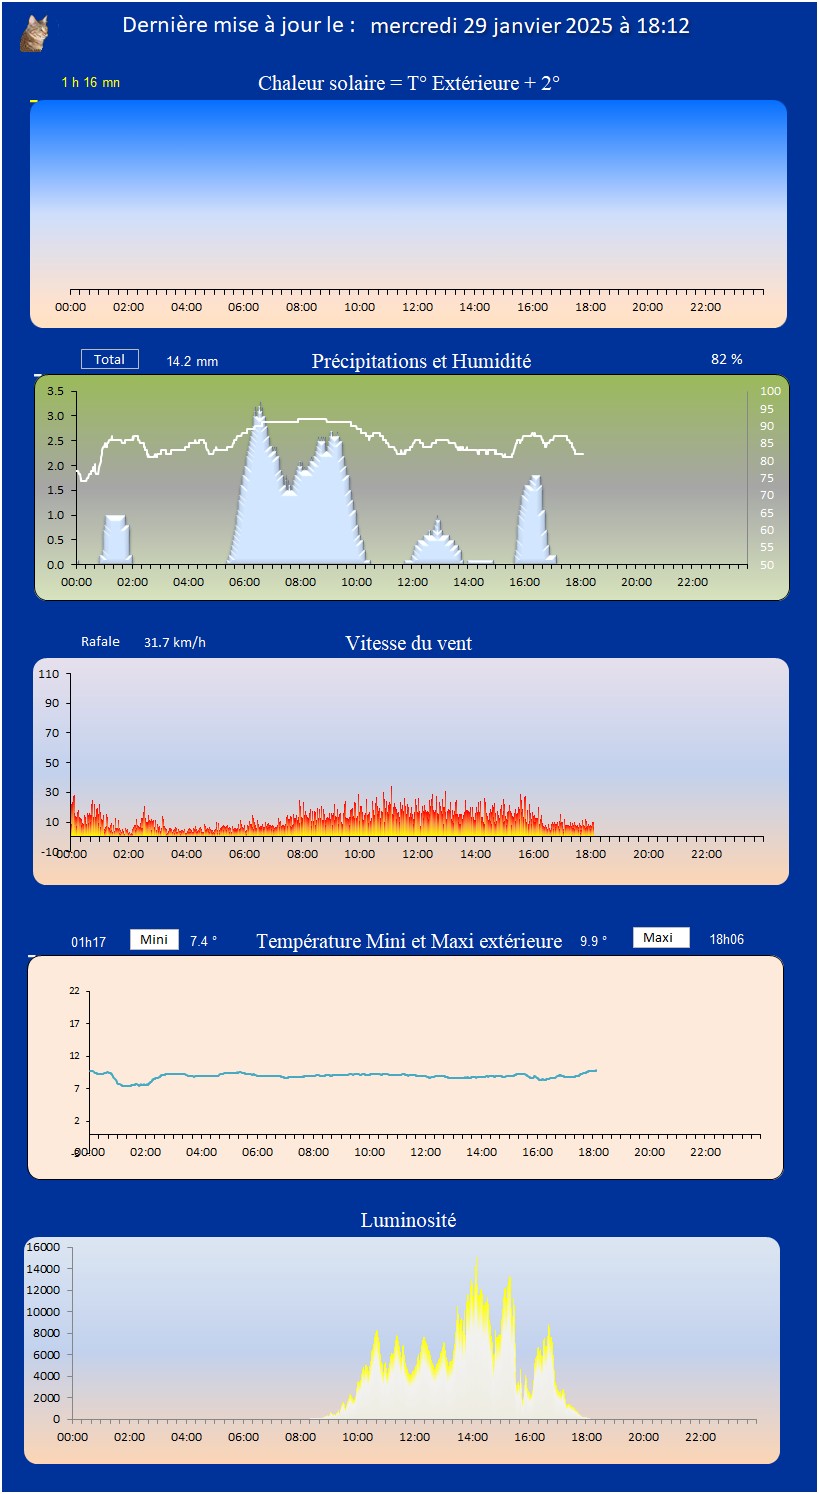 Dernière mise à jour le : mercredi 29 janvier 2025 à 18:12
1 h 16 mn
Chaleur solaire = T° Extérieure + 2°
00:00 02:00 04:00 06:00 08:00 10:00 12:00 14:00 16:00 18:00 20:00 22:00
Total 14.2 mm Précipitations et Humidité 82 %
3.5 100
3.0 95
90
2.5 85
2.0 80
1.5 75
70
1.0 65
0.5 60
55
0.0 50
00:00 02:00 04:00 06:00 08:00 10:00 12:00 14:00 16:00 18:00 20:00 22:00
Rafale 31.7 km/h Vitesse du vent
110
90
70
50
30
10
-10
00:00 02:00 04:00 06:00 08:00 10:00 12:00 14:00 16:00 18:00 20:00 22:00
01h17 Mini 7.4 ° Température Mini et Maxi extérieure 9.9 ° Maxi 18h06
22
17
12
7
2
00:00 02:00 04:00 06:00 08:00 10:00 12:00 14:00 16:00 18:00 20:00 22:00
Luminosité
16000
14000
12000
10000
8000
6000
4000
2000
0
00:00 02:00 04:00 06:00 08:00 10:00 12:00 14:00 16:00 18:00 20:00 22:00